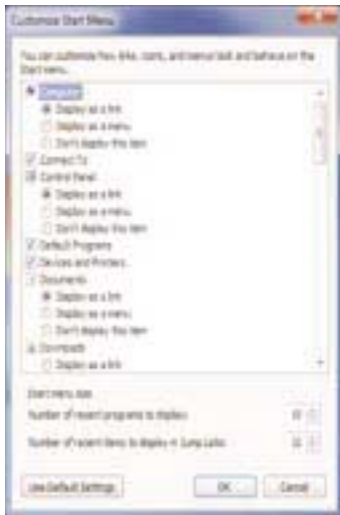 Customize Start Menu
You can customize how links, icons, and menus look and behave on the
Start menu.
Computer
Display as a link
Display as a menu
Don't display this item
Connect To
Control Panel
Display as a link
Display as a menu
Don't display this item
Default Programs
Devices and Printers
Documents
Display as a link
Display as a menu
Don't display this item
Downloads
Display as a link
Start menu size
Number of recent programs to display:
Number of recent items to display in Jump Lists:
Use Default Settings
OK
Cancel